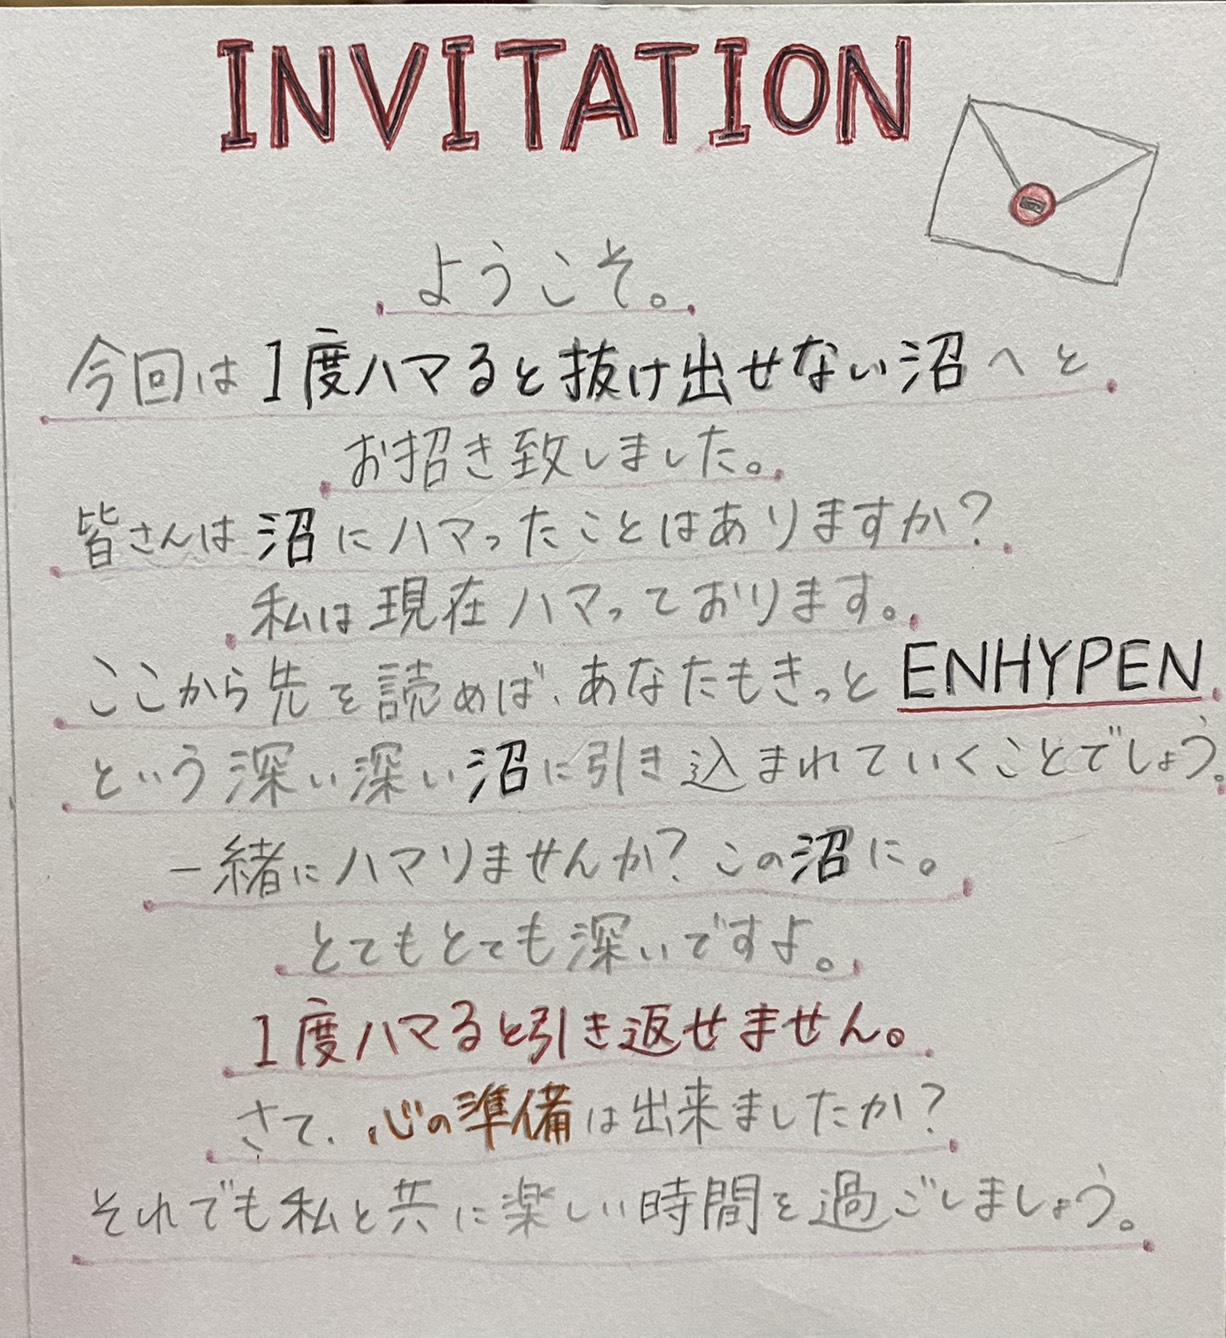 INVITATION
ようこそ。
今回は1度ハマると抜け出せない沼へと
お招き致しました。
皆さんは沼にハマったことはありますか?
私は現在ハマっております。
ここから先を読めば、あなたもきっとENHYPEN
という深い深い沼に引き込まれていくことでしょう。
一緒にハマりませんか?この沼に。
とてもとても深いですよ。
1度ハマると引き返せません。
さて、心の準備は出来ましたか?
それでも私と共に楽しい時間を過ごしましょう。